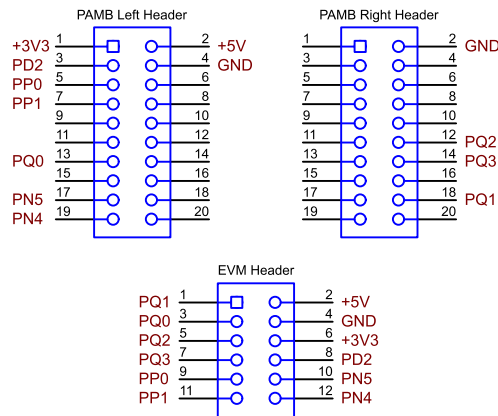 PAMB Left Header
+3V3 1 2 +5V
PD2 3 4 GND
PP0 5 6
PP1 7 8
9 10
11 12
PQ0 13 14
15 16
PN5 17 18
PN4 19 20
PAMB Right Header
1 2 GND
3 4
5 6
7 8
9 10
11 12 PQ2
13 14 PQ3
15 16
17 18 PQ1
19 20
EVM Header
PQ1 1 2 +5V
PQ0 3 4 GND
PQ2 5 6 +3V3
PQ3 7 8 PD2
PP0 9 10 PN5
PP1 11 12 PN4